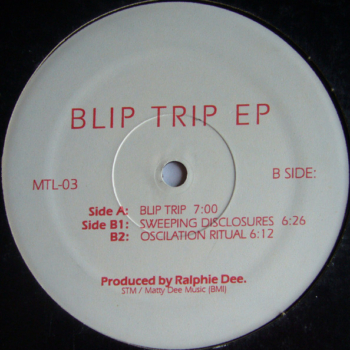 BLIP TRIP EP
MTL-03
B SIDE:
Side A: BLIP TRIP 7:00
Side B1: SWEEPING DISCLOSURES 6:26
B2: OSCILATION RITUAL 6:12
Produced by Ralphie Dee.
STM / Matty Dee Music (BMI)